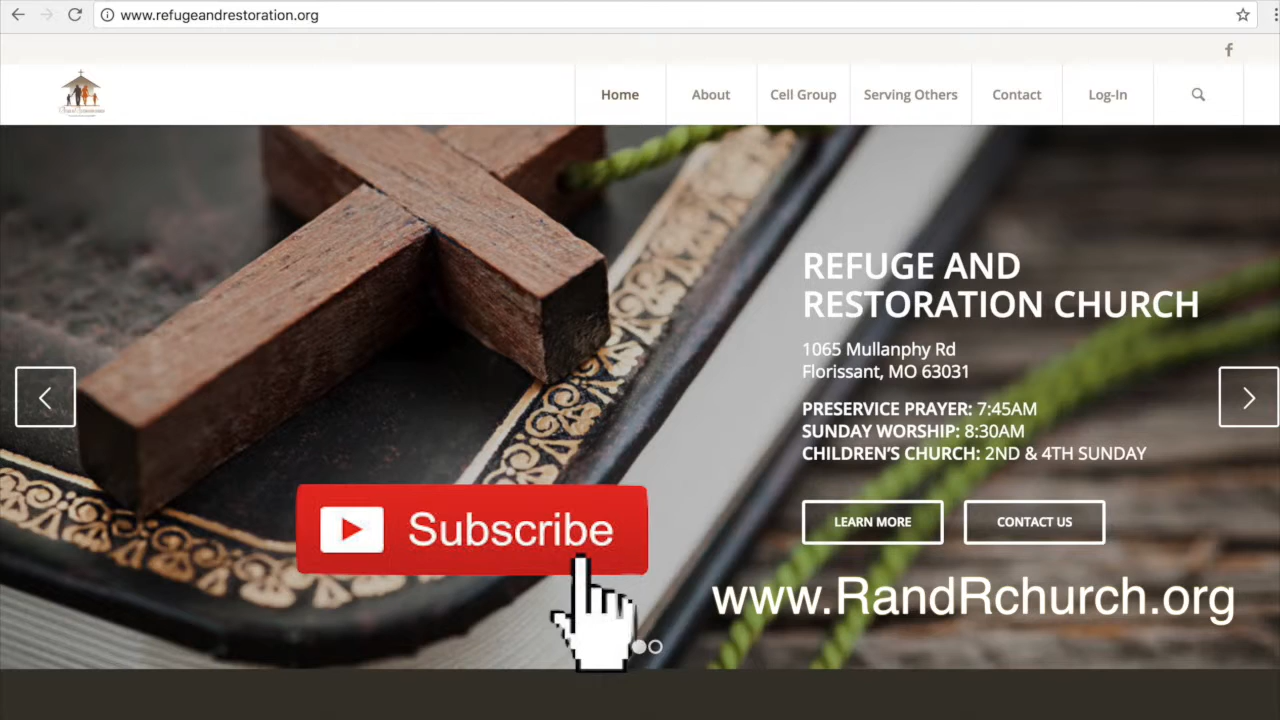 www.refugeandrestoration.org
Home About Cell Group Serving Others Contact Log-In
REFUGE AND
RESTORATION CHURCH
1065 Mullanphy Rd
Florissant, MO 63031
PRESERVICE PRAYER: 7:45AM
SUNDAY WORSHIP: 8:30AM
CHILDREN'S CHURCH: 2ND & 4TH SUNDAY
LEARN MORE CONTACT US
Subscribe
www.RandRchurch.org